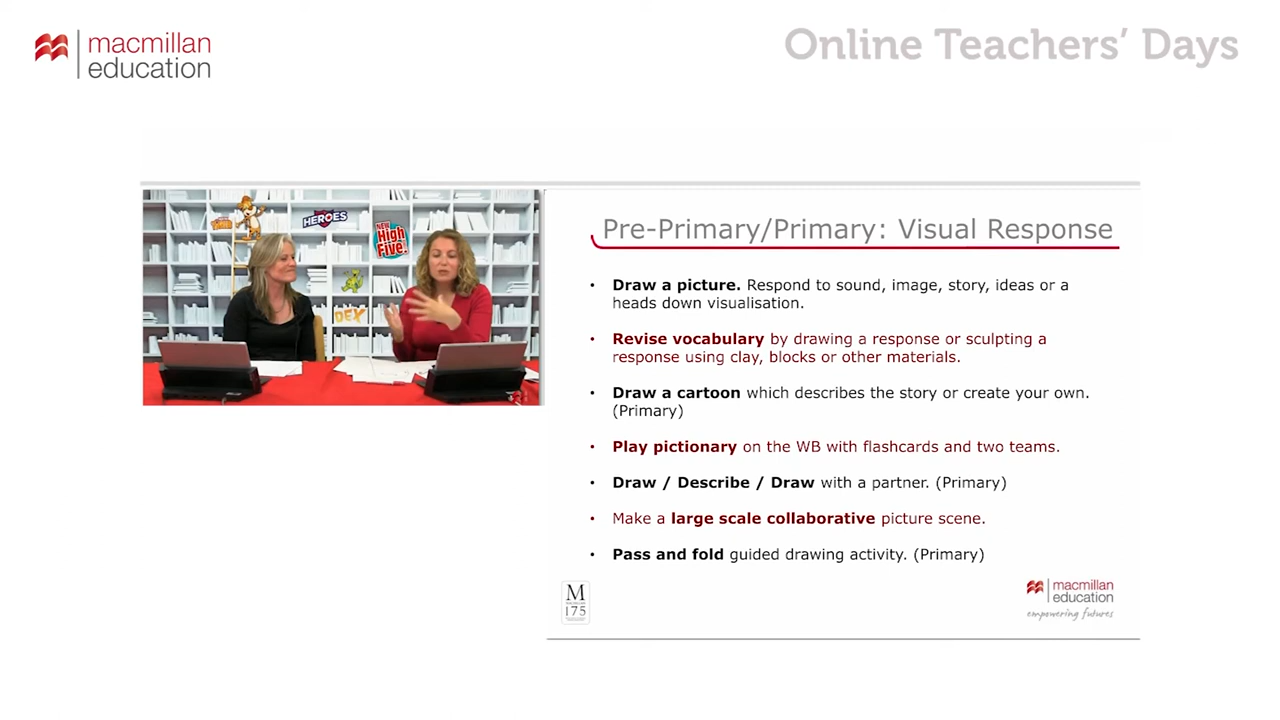 macmillan
education
Online Teachers' Days
HEROES
NEW
High
Five!
DEX
Pre-Primary/Primary: Visual Response
• Draw a picture. Respond to sound, image, story, ideas or a
heads down visualisation.
• Revise vocabulary by drawing a response or sculpting a
response using clay, blocks or other materials.
• Draw a cartoon which describes the story or create your own.
(Primary)
• Play pictionary on the WB with flashcards and two teams.
• Draw / Describe / Draw with a partner. (Primary)
• Make a large scale collaborative picture scene.
• Pass and fold guided drawing activity. (Primary)
M
175
macmillan
education
empowering futures